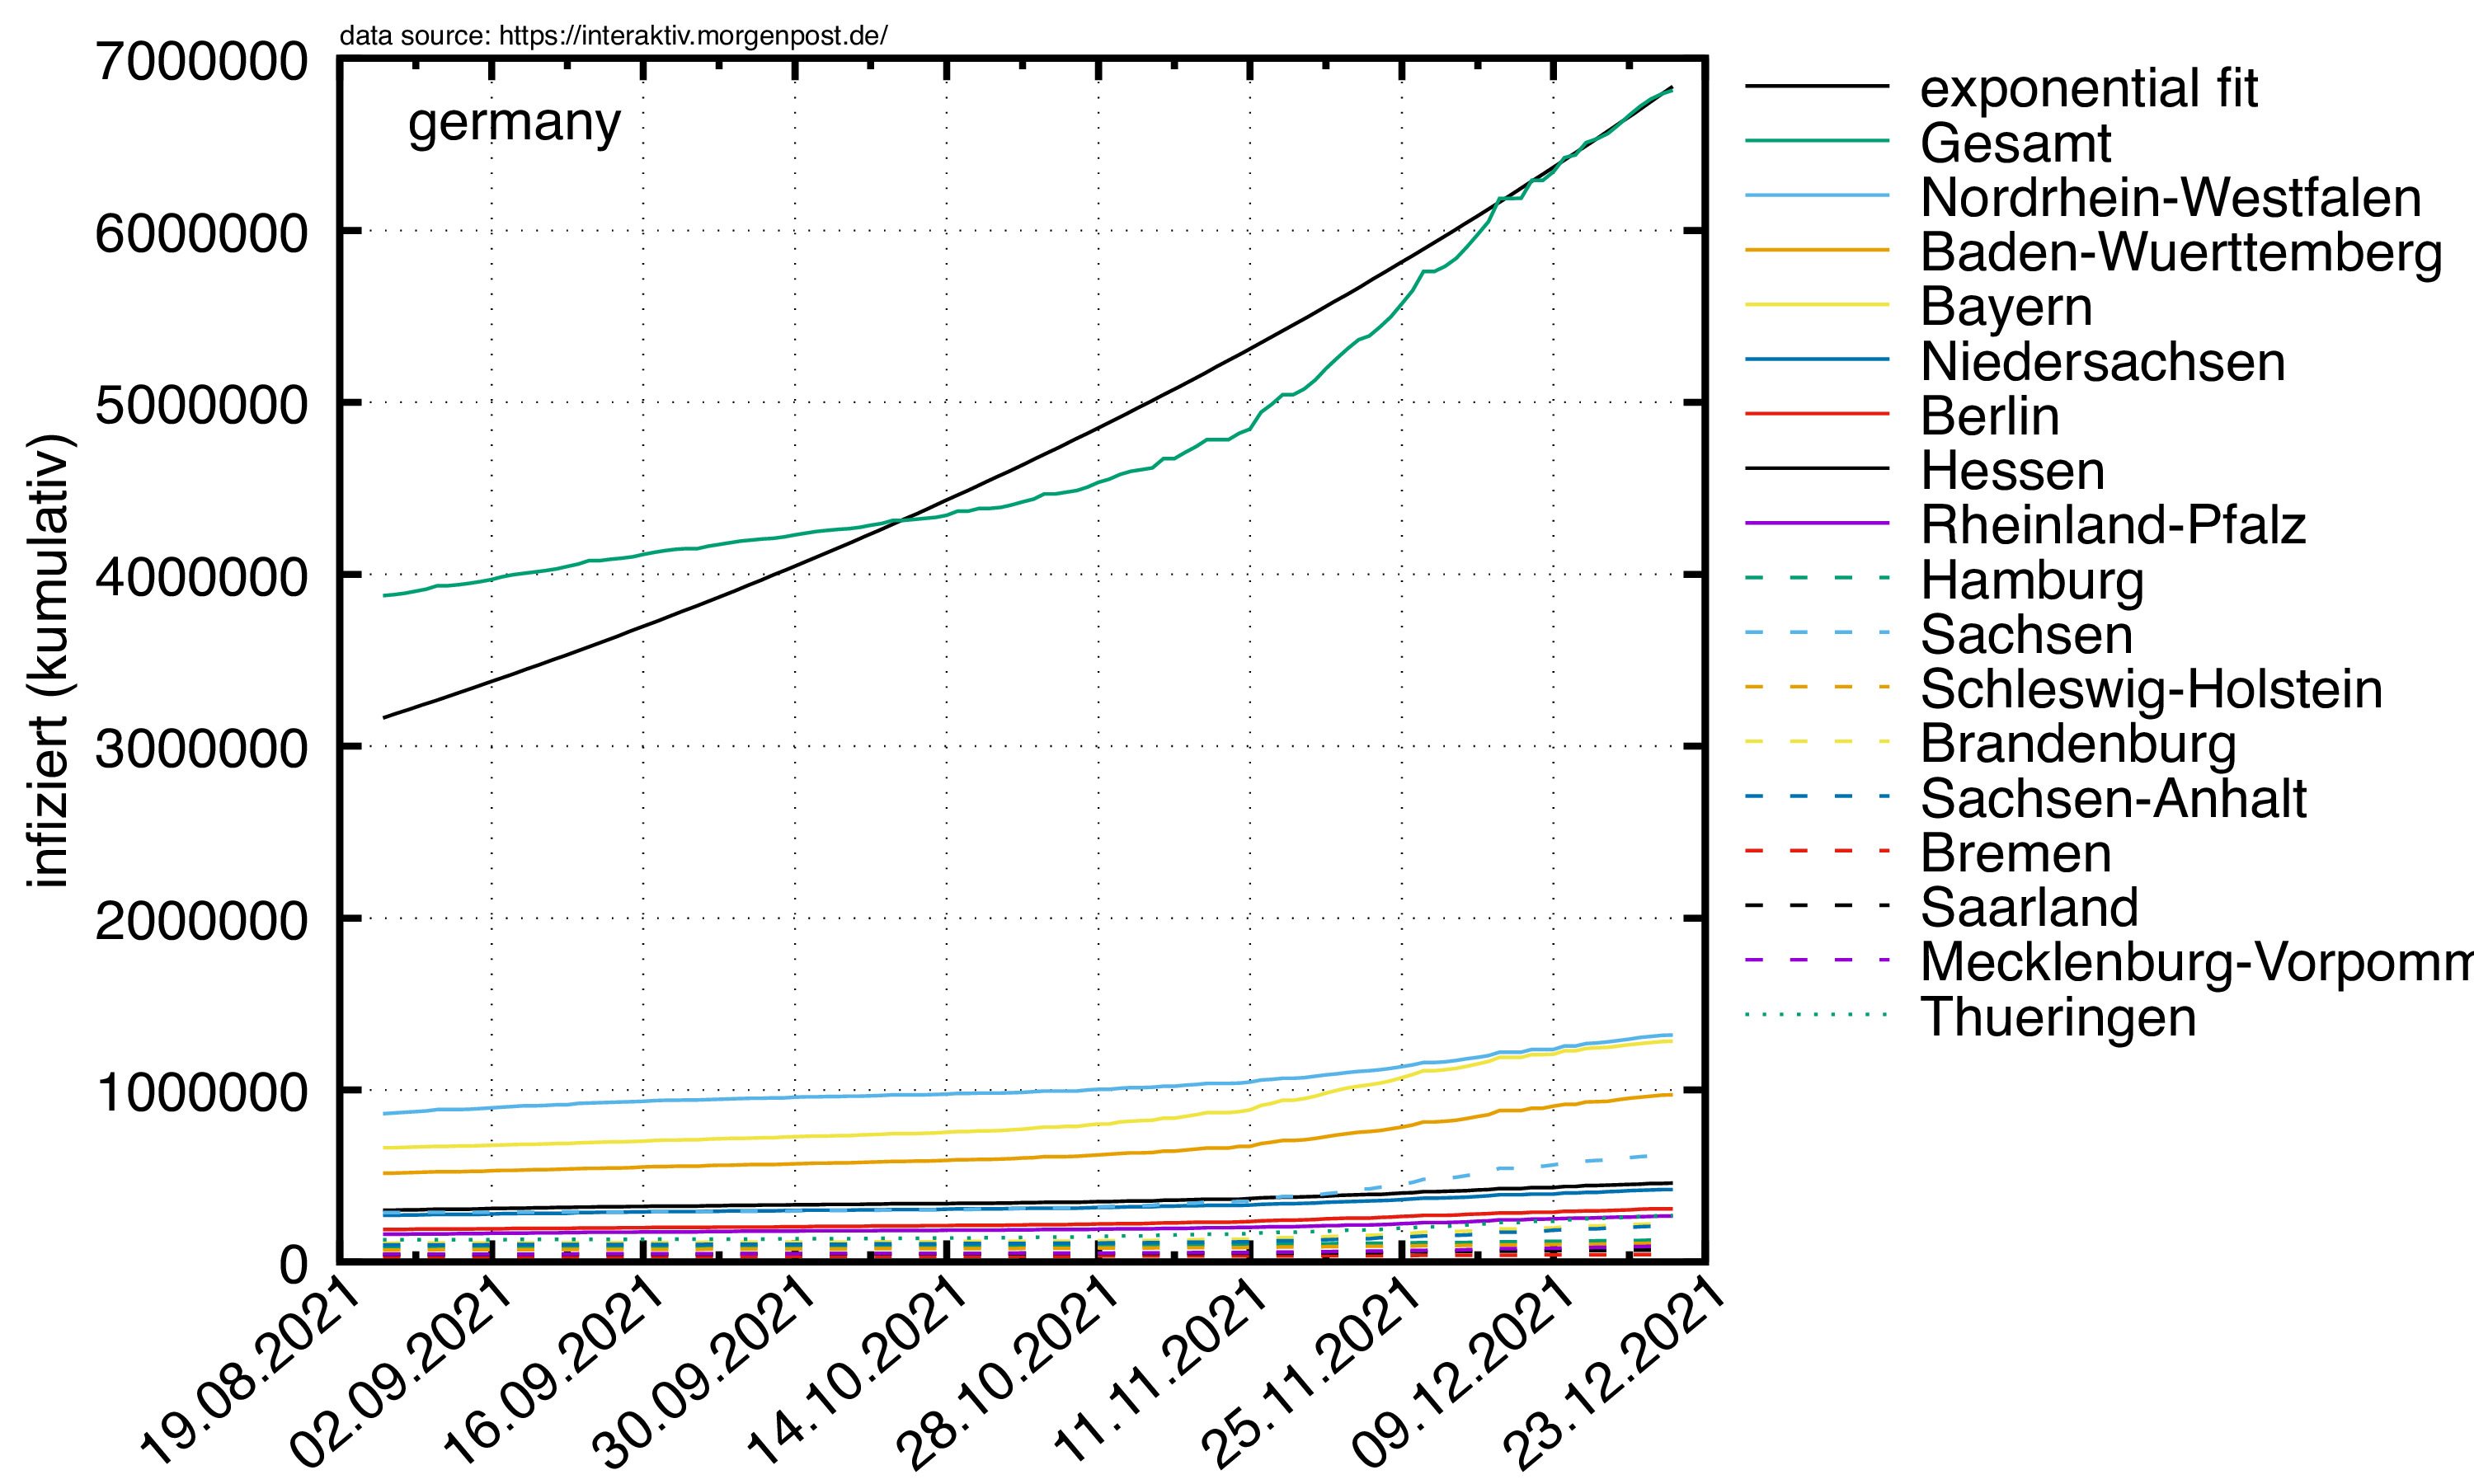 data source: https://interaktiv.morgenpost.de/
7000000
6000000
5000000
4000000
3000000
2000000
1000000
0
infiziert (kumulativ)
germany
19.08.2021
02.09.2021
16.09.2021
30.09.2021
14.10.2021
28.10.2021
11.11.2021
25.11.2021
09.12.2021
23.12.2021
exponential fit
Gesamt
Nordrhein-Westfalen
Baden-Wuerttemberg
Bayern
Niedersachsen
Berlin
Hessen
Rheinland-Pfalz
Hamburg
Sachsen
Schleswig-Holstein
Brandenburg
Sachsen-Anhalt
Bremen
Saarland
Mecklenburg-Vorpomm
Thueringen